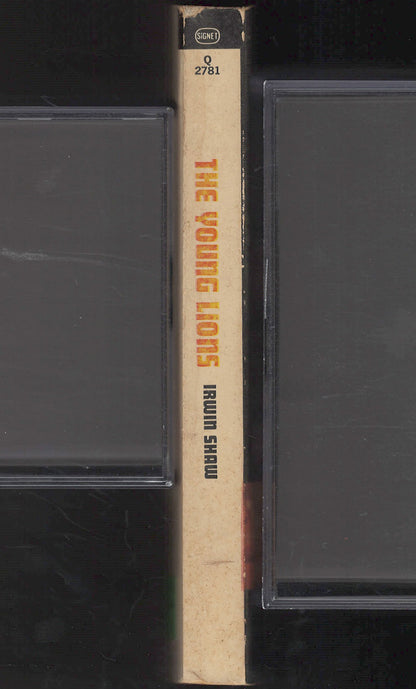 SIGNET
Q
2781
THE YOUNG LIONS
IRWIN SHAW